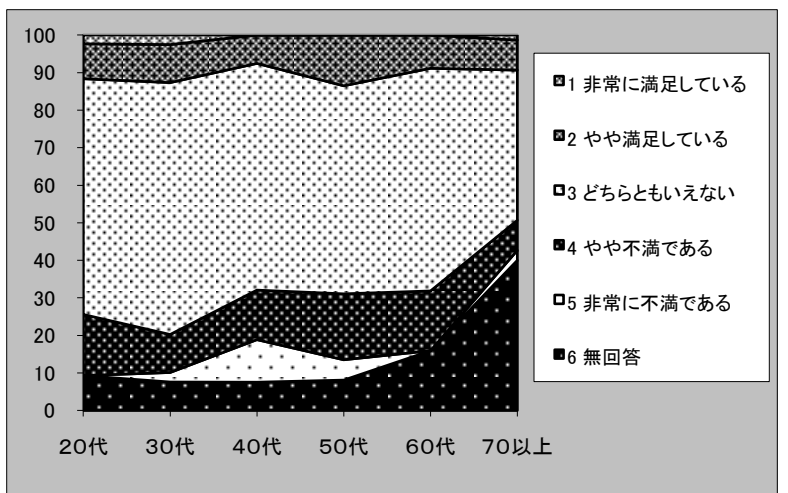 100
90
80
70
60
50
40
30
20
10
0
20代 30代 40代 50代 60代 70以上
1 非常に満足している
2 やや満足している
3 どちらともいえない
4 やや不満である
5 非常に不満である
6 無回答